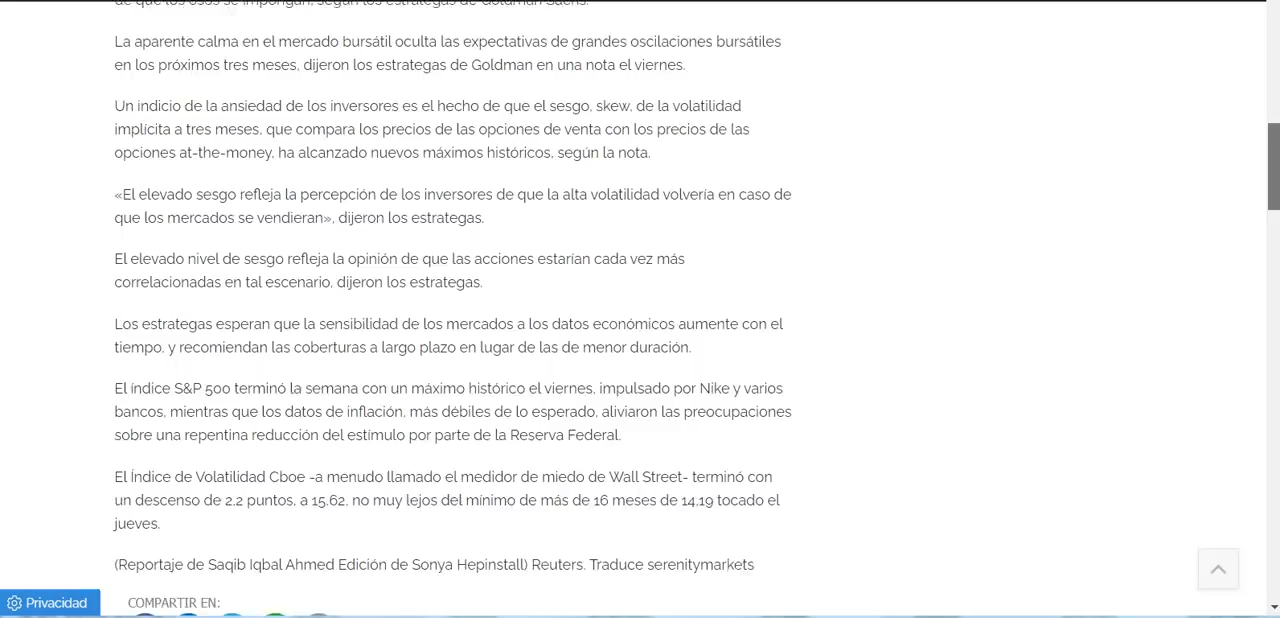 de que los osos se impongan, según los estrategas de Goldman Sachs.
La aparente calma en el mercado bursátil oculta las expectativas de grandes oscilaciones bursátiles
en los próximos tres meses, dijeron los estrategas de Goldman en una nota el viernes.
Un indicio de la ansiedad de los inversores es el hecho de que el sesgo, skew, de la volatilidad
implícita a tres meses, que compara los precios de las opciones de venta con los precios de las
opciones at-the-money, ha alcanzado nuevos máximos históricos, según la nota.
«El elevado sesgo refleja la percepción de los inversores de que la alta volatilidad volvería en caso de
que los mercados se vendieran», dijeron los estrategas.
El elevado nivel de sesgo refleja la opinión de que las acciones estarían cada vez más
correlacionadas en tal escenario, dijeron los estrategas.
Los estrategas esperan que la sensibilidad de los mercados a los datos económicos aumente con el
tiempo, y recomiendan las coberturas a largo plazo en lugar de las de menor duración.
El índice S&P 500 terminó la semana con un máximo histórico el viernes, impulsado por Nike y varios
bancos, mientras que los datos de inflación, más débiles de lo esperado, aliviaron las preocupaciones
sobre una repentina reducción del estímulo por parte de la Reserva Federal.
El Índice de Volatilidad Cboe -a menudo llamado el medidor de miedo de Wall Street- terminó con
un descenso de 2,2 puntos, a 15,62, no muy lejos del mínimo de más de 16 meses de 14,19 tocado el
jueves.
(Reportaje de Saqib Iqbal Ahmed Edición de Sonya Hepinstall) Reuters. Traduce serenitymarkets
COMPARTIR EN:
Privacidad